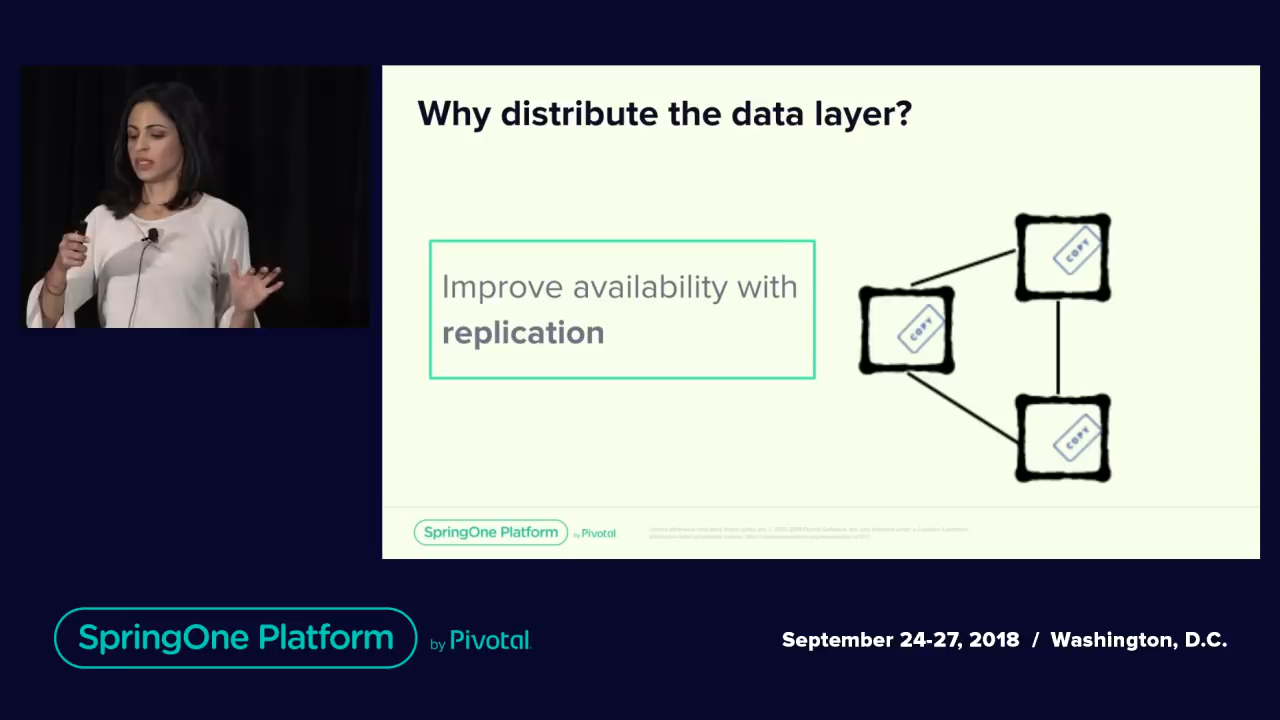 Why distribute the data layer?
Improve availability with
replication
COPY
COPY
COPY
SpringOne Platform by Pivotal
SpringOne Platform by Pivotal
September 24-27, 2018 / Washington, D.C.